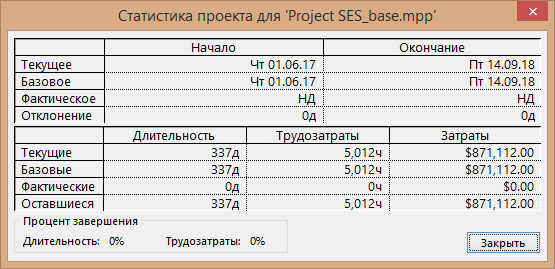 Статистика проекта для 'Project SES_base.mpp'
Начало Окончание
Текущее Чт 01.06.17 Пт 14.09.18
Базовое Чт 01.06.17 Пт 14.09.18
Фактическое НД НД
Отклонение 0д 0д
Длительность Трудозатраты Затраты
Текущие 337д 5,012ч $871,112.00
Базовые 337д 5,012ч $871,112.00
Фактические 0д 0ч $0.00
Оставшиеся 337д 5,012ч $871,112.00
Процент завершения
Длительность: 0% Трудозатраты: 0%
Закрыть